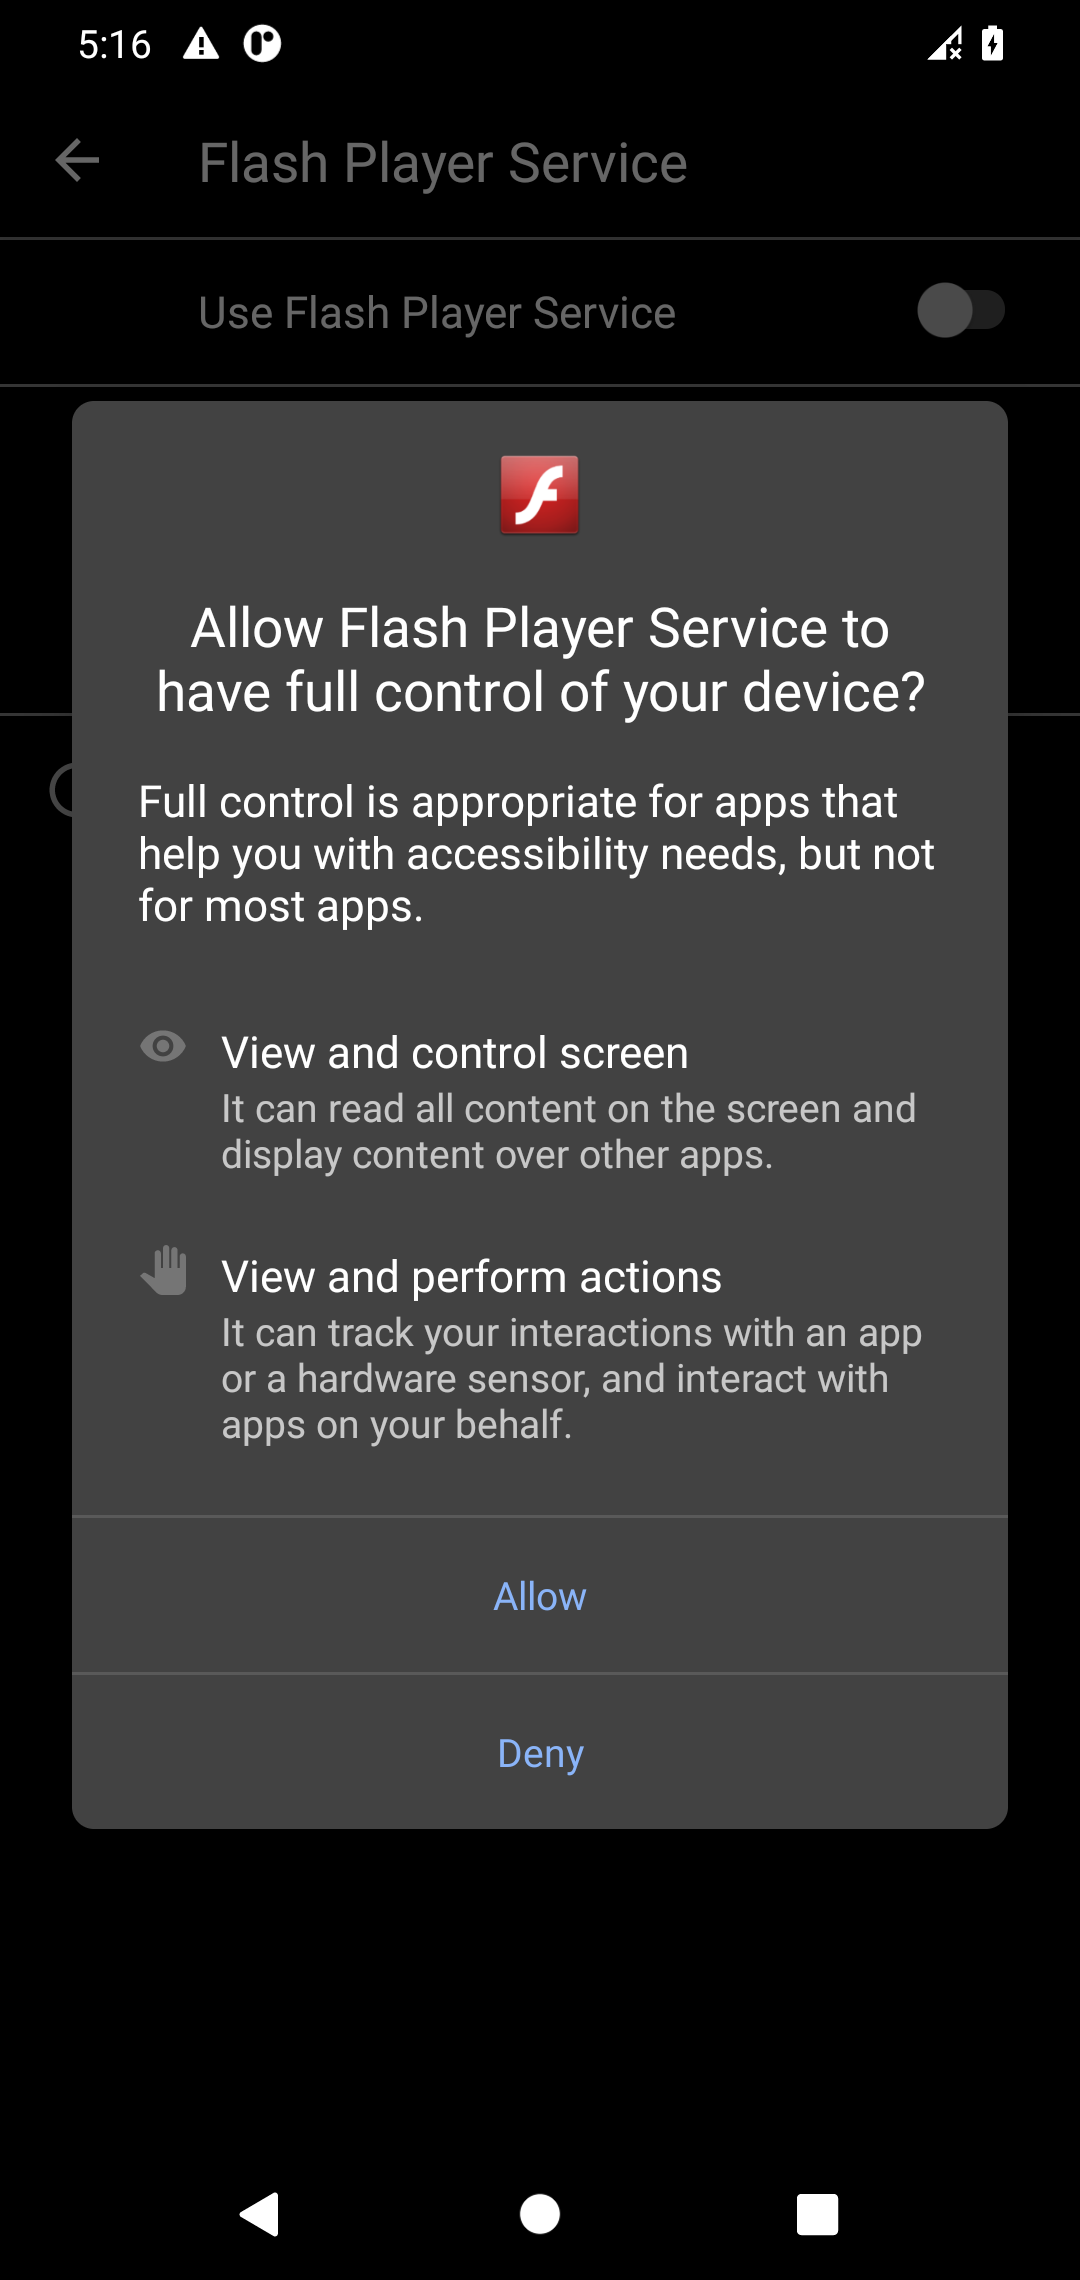 5:16
Flash Player Service
Use Flash Player Service
Allow Flash Player Service to
have full control of your device?
Full control is appropriate for apps that
help you with accessibility needs, but not
for most apps.
View and control screen
It can read all content on the screen and
display content over other apps.
View and perform actions
It can track your interactions with an app
or a hardware sensor, and interact with
apps on your behalf.
Allow
Deny